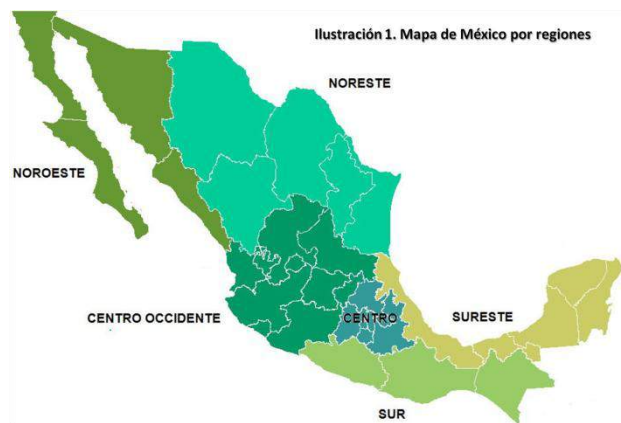 Ilustración 1. Mapa de México por regiones
NORESTE
NOROESTE
CENTRO OCCIDENTE
CENTRO
SURESTE
SUR